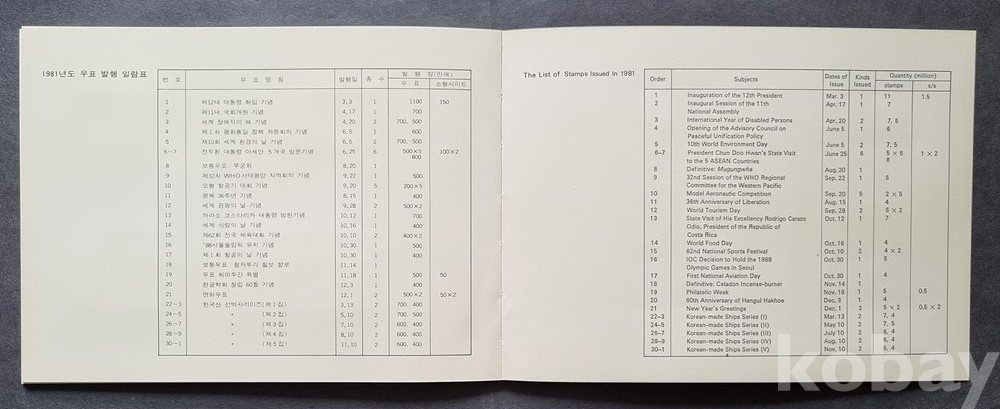 1981년도 우표 발행 일람표
번 호 우 표 명 칭 발행일 종 수 발 행 량(만매)
우 표 소형시이트
1 제12대 대통령 취임 기념 3,3 1 1100 150
2 제11대 국회개원 기념 4,17 1 700
3 세계 장애자의 해 기념 4,20 2 700, 500
4 제1차 평화통일 정책 자문회의 기념 6,5 1 600
5 제10회 세계 환경의 날 기념 6,5 2 700, 500
6-7 전두환 대통령 아세안 5개국 방문기념 6,25 6 500×5 100×2
800
8 보통우표 : 무궁화 8,20 1
9 제32차 WHO서태평양 지역회의 기념 9,22 1 500
10 모형 항공기 대회 기념 9,20 5 200×5
11 광복 36주년 기념 8,15 1 400
12 세계 관광의 날 기념 9,28 2 500×2
13 까라소 코스타리카 대통령 방한기념 10,12 1 700
14 세계 식량의 날 기념 10,16 1 400
15 제62회 전국 체육대회 기념 10,10 2 400×2
16 '88서울올림픽 유치 기념 10,30 1 500
17 제1회 항공의 날 기념 10,30 1 400
18 보통우표 : 청자투각 칠보 향로 11,14 1
19 우표 취미주간 특별 11,18 1 500 50
20 한글학회 창립 60돌 기념 12,3 1 400
21 연하우표 12,1 2 500×2 50×2
22-3 한국산 선박시리이즈(제1집) 3,13 2 700, 400
24-5 〃 (제2집) 5,10 2 700, 500
26-7 〃 (제3집) 7,10 2 600, 400
28-9 〃 (제4집) 8,10 2 600, 400
30-1 〃 (제5집) 11,10 2 600, 400
The List of Stamps Issued In 1981
Order Subjects Dates of Issue Kinds Issued Quantity (million)
stamps s/s
1 Inauguration of the 12th President Mar. 3 1 11 1.5
2 Inaugural Session of the 11th Apr. 17 1 7
National Assembly
3 International Year of Disabled Persons Apr, 20 2 7, 5
4 Opening of the Advisory Council on June 5 1 6
Peaceful Unification Policy
5 10th World Environment Day June 5 2 7, 5
6-7 President Chun Doo Hwan's State Visit June 25 6 5 × 5 1 × 2
to the 5 ASEAN Countries 8
8 Definitive: Mugungwha Aug.20 1
9 32nd Session of the WHO Regional Sep. 22 1 5
Committee for the Western Pacific
10 Model Aeronautic Competition Sep. 20 5 2 × 5
11 36th Anniversary of Liberation Aug. 15 1 4
12 World Tourism Day Sep. 28 2 5 × 2
13 State Visit of His Excellency Rodrigo Carazo Oct. 12 1 7
Odio, President of the Republic of
Costa Rica
14 World Food Day Oct. 16 1 4
15 62nd National Sports Festival Oct. 10 2 4 × 2
16 IOC Decision to Hold the 1988 Oct. 30 1 5
Olympic Games in Seoul
17 First National Aviation Day Oct. 30 1 4
18 Definitive: Celadon Incense-burner Nov. 14 1
19 Philatelic Week Nov. 18 1 5 0.5
20 60th Anniversary of Hangul Hakhoe Dec, 3 1 4
21 New Year's Greetings Dec, 1 2 5 × 2 0.5 × 2
22-3 Korean-made Ships Series (I) Mar. 13 2 7, 4
24-5 Korean-made Ships Series (II) May 10 2 7, 5
26-7 Korean-made Ships Series (III) July 10 2 6, 4
28-9 Korean-made Ships Series (IV) Aug. 10 2 6, 4
30-1 Korean-made Ships Series (V) Nov, 10 2 6, 4
kobay